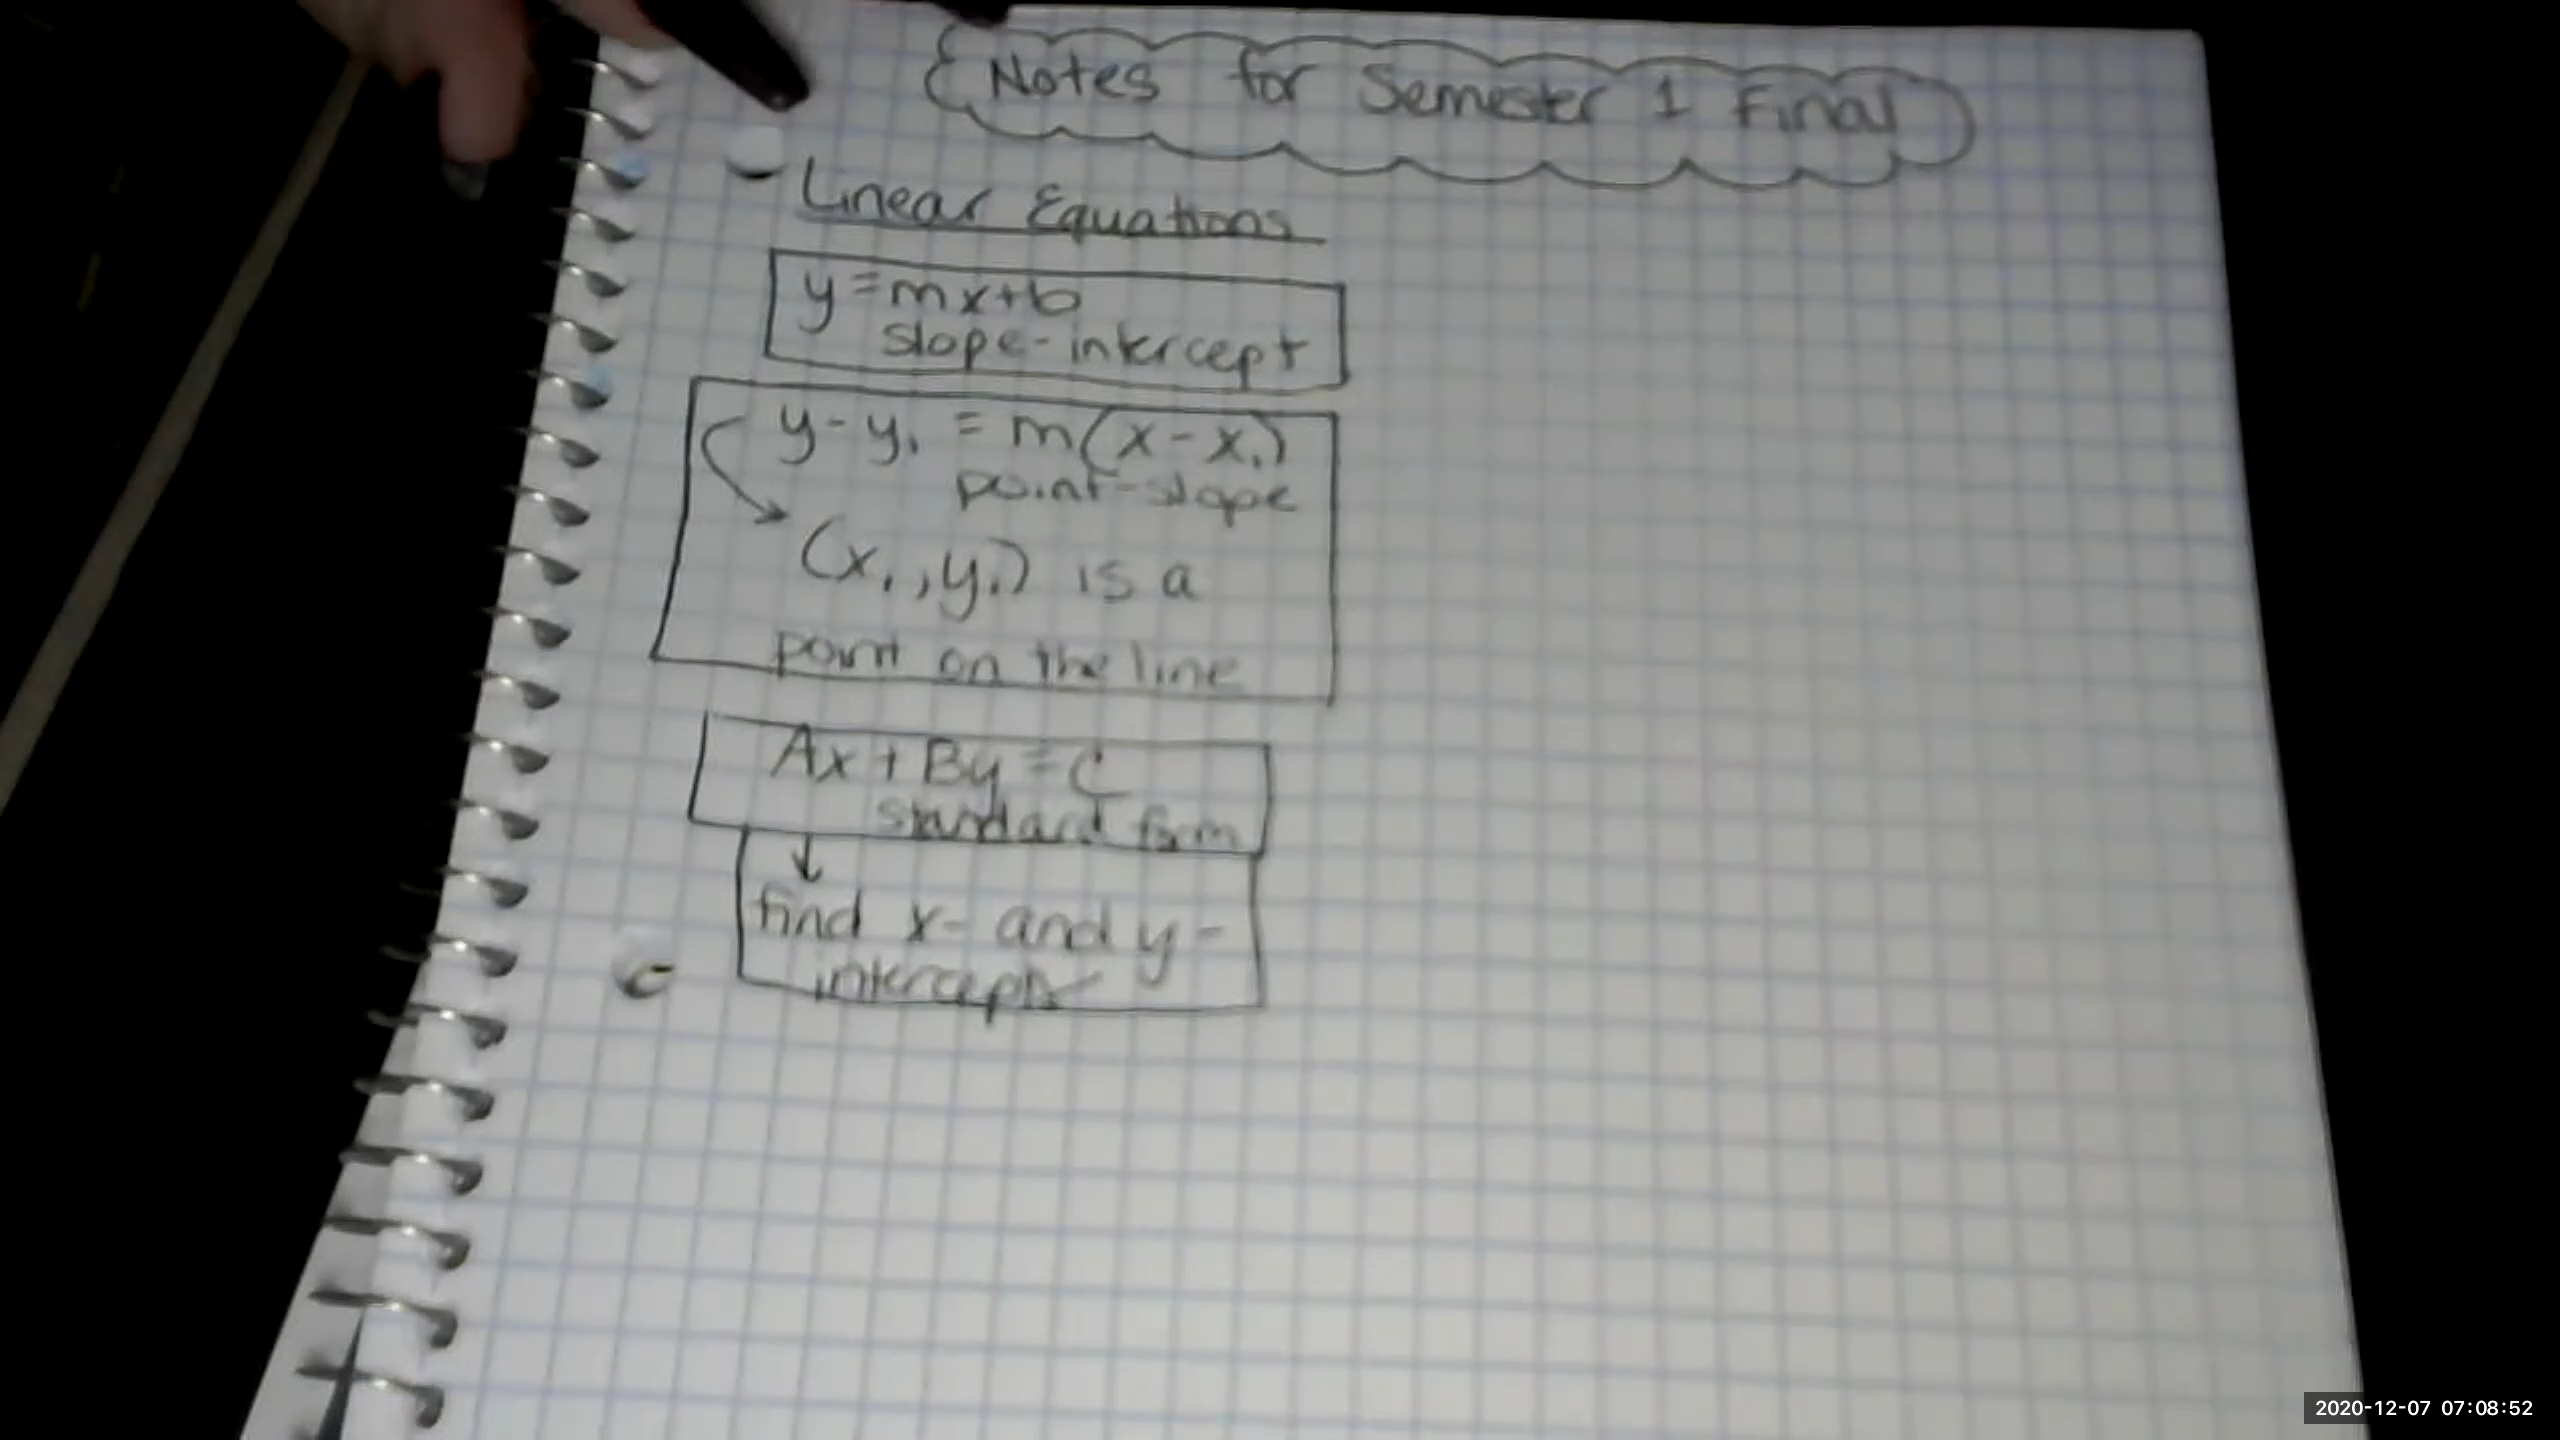 Notes for Semester 1 Final
- Linear Equations
y=mx+b
slope-intercept
y-y₁ = m(x-x₁)
point-slope
(x₁,y₁) is a
point on the line
Ax+By=C
standard form
↓
find x- and y-
intercepts
2020-12-07 07:08:52